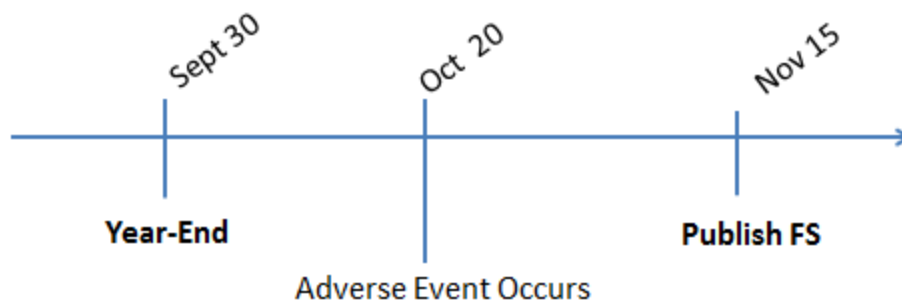 Sept 30
Oct 20
Nov 15
Year-End
Publish FS
Adverse Event Occurs